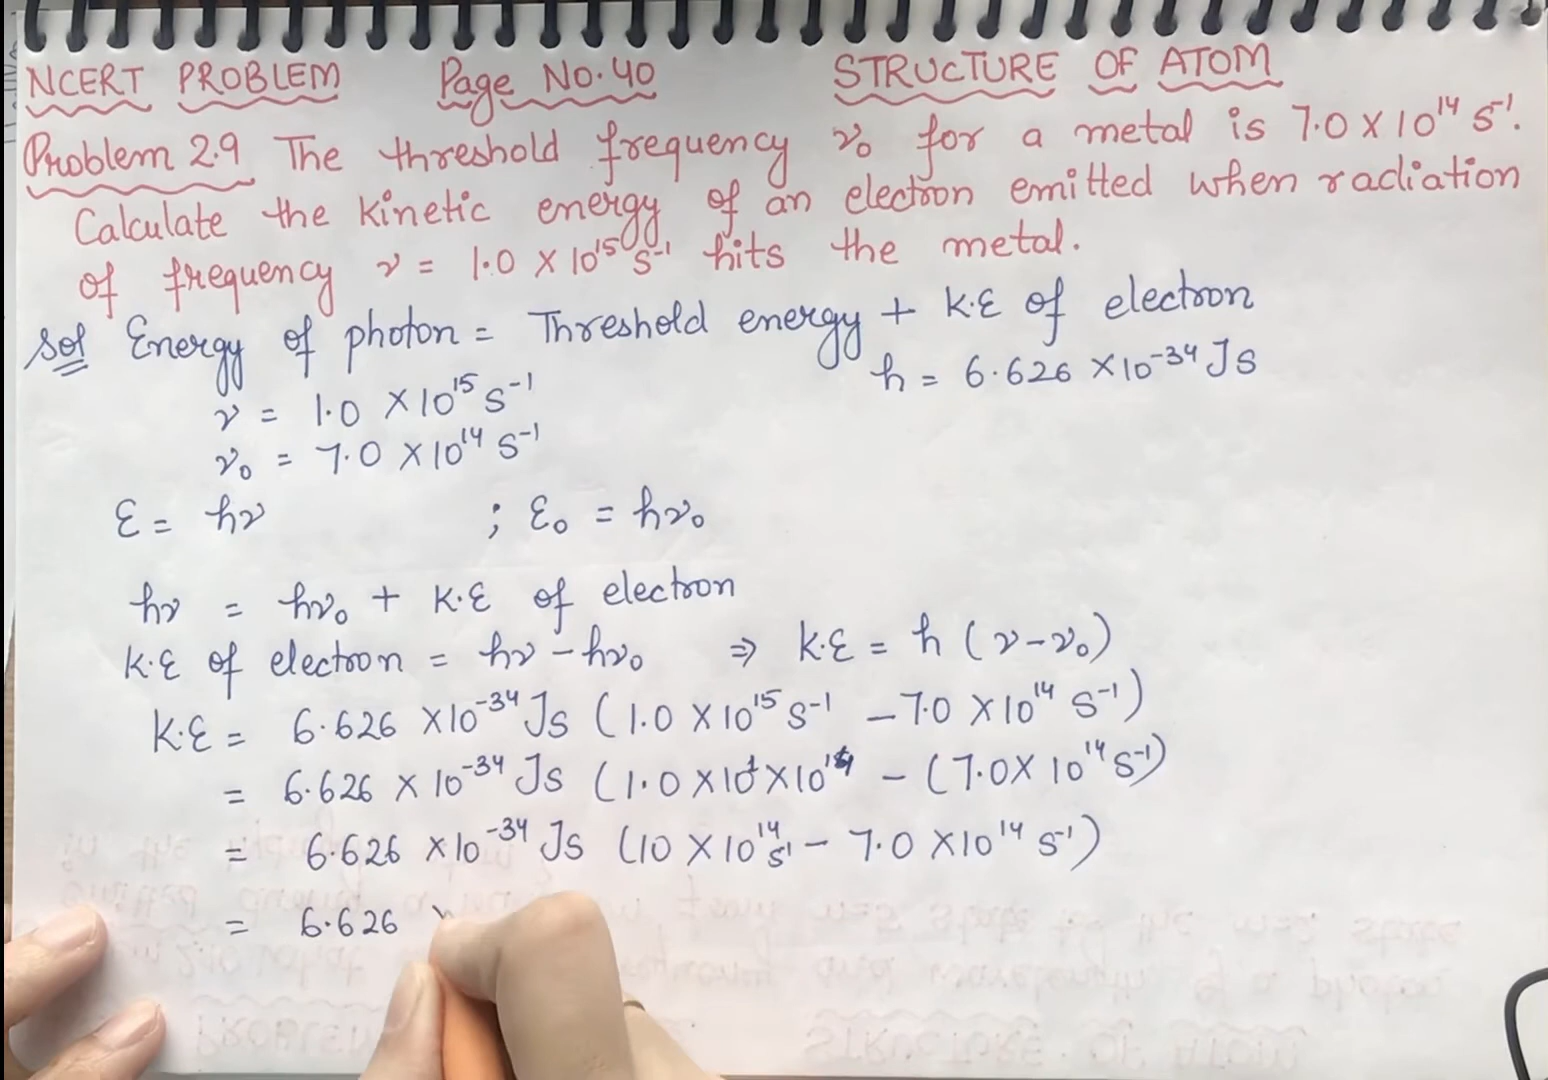 NCERT PROBLEM Page No.40 STRUCTURE OF ATOM
Problem 2.9 The threshold frequency ν₀ for a metal is 7.0 × 10¹⁴ S⁻¹.
Calculate the kinetic energy of an electron emitted when radiation
of frequency ν = 1.0 × 10¹⁵ S⁻¹ hits the metal.
Sol Energy of photon = Threshold energy + K.E of electron
h = 6.626 × 10⁻³⁴ Js
ν = 1.0 × 10¹⁵ S⁻¹
ν₀ = 7.0 × 10¹⁴ S⁻¹
E = hν ; E₀ = hν₀
hν = hν₀ + K.E of electron
K.E of electron = hν – hν₀ ⇒ K.E = h (ν – ν₀)
K.E = 6.626 × 10⁻³⁴ Js (1.0 × 10¹⁵ S⁻¹ – 7.0 × 10¹⁴ S⁻¹)
= 6.626 × 10⁻³⁴ Js (1.0 × 10¹ × 10¹⁴ – (7.0 × 10¹⁴ S⁻¹)
= 6.626 × 10⁻³⁴ Js (10 × 10¹⁴ S⁻¹ – 7.0 × 10¹⁴ S⁻¹)
= 6.626